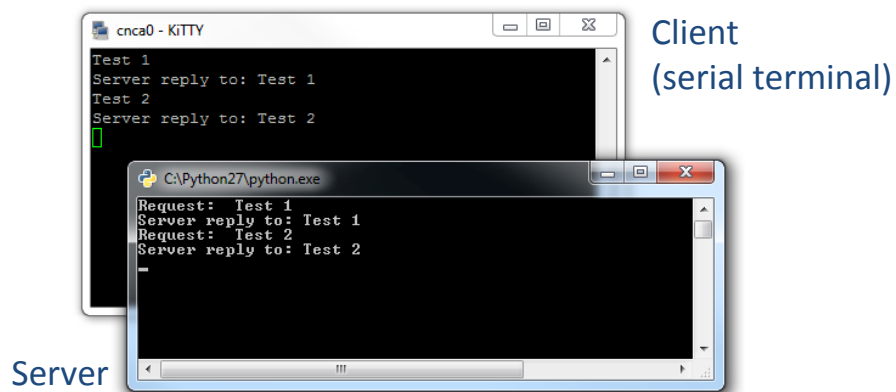 cnca0 - KiTTY
Client
(serial terminal)
Test 1
Server reply to: Test 1
Test 2
Server reply to: Test 2
C:\Python27\python.exe
Request:  Test 1
Server reply to: Test 1
Request:  Test 2
Server reply to: Test 2
Server